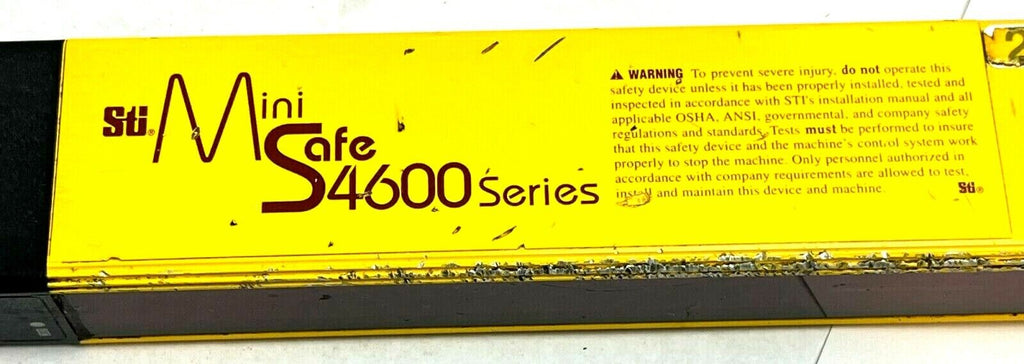 Sti® Mini
Safe
S4600 Series
⚠ WARNING To prevent severe injury, do not operate this
safety device unless it has been properly installed, tested and
inspected in accordance with STI's installation manual and all
applicable OSHA, ANSI, governmental, and company safety
regulations and standards. Tests must be performed to insure
that this safety device and the machine's control system work
properly to stop the machine. Only personnel authorized in
accordance with company requirements are allowed to test,
install and maintain this device and machine.
Sti®
2